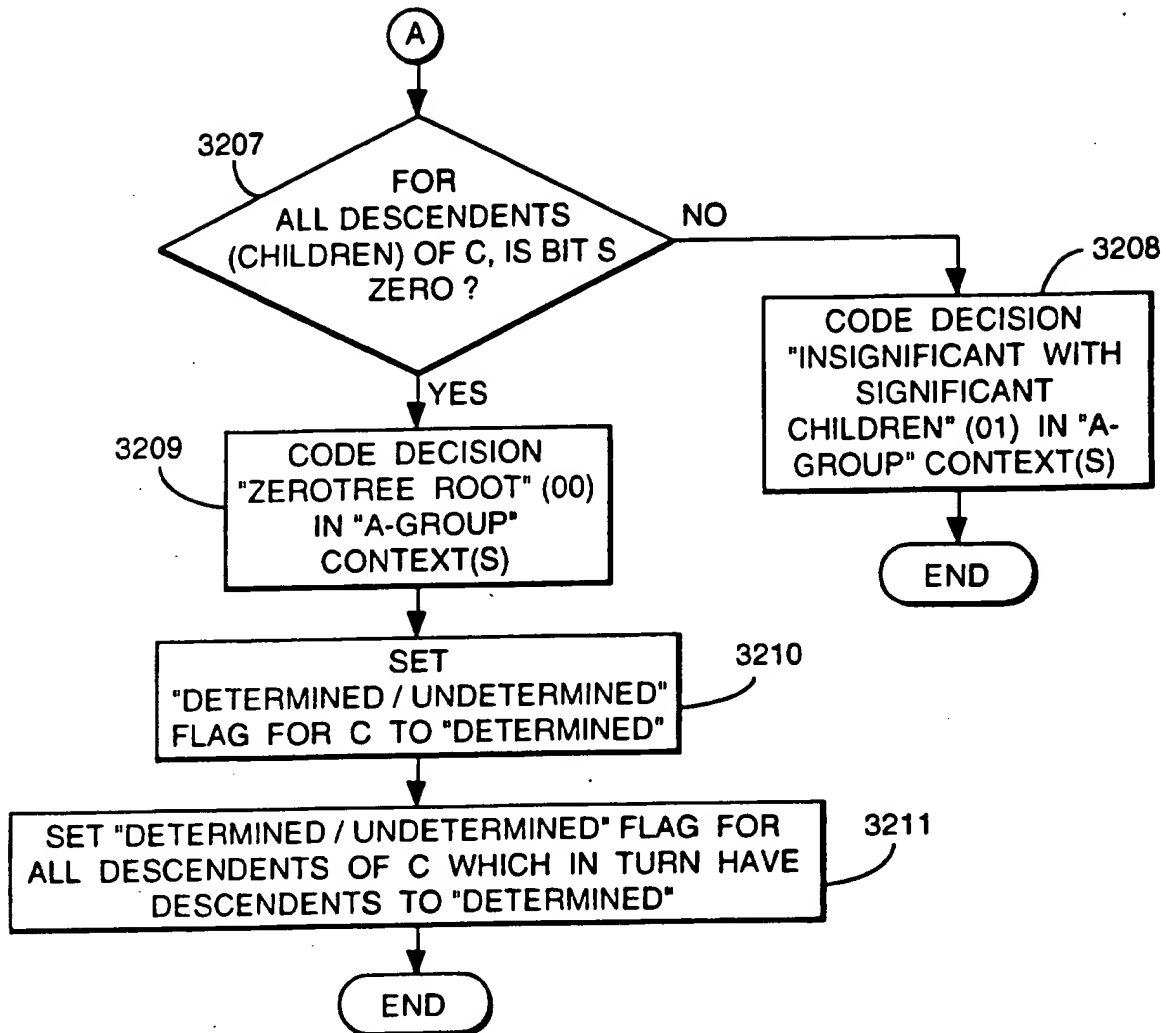 A
3207
FOR
ALL DESCENDENTS
(CHILDREN) OF C, IS BIT S
ZERO ?
NO
3208
CODE DECISION
"INSIGNIFICANT WITH
SIGNIFICANT
CHILDREN" (01) IN "A-
GROUP" CONTEXT(S)
END
YES
3209
CODE DECISION
"ZEROTREE ROOT" (00)
IN "A-GROUP"
CONTEXT(S)
SET
"DETERMINED / UNDETERMINED"
FLAG FOR C TO "DETERMINED"
3210
SET "DETERMINED / UNDETERMINED" FLAG FOR
ALL DESCENDENTS OF C WHICH IN TURN HAVE
DESCENDENTS TO "DETERMINED"
3211
END